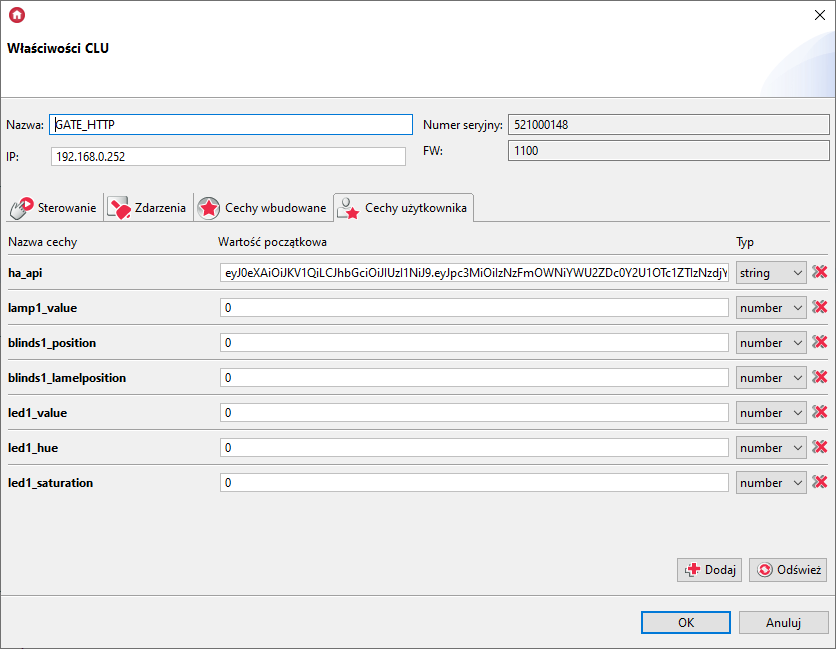 Właściwości CLU
Nazwa: GATE_HTTP Numer seryjny: 521000148
IP: 192.168.0.252 FW: 1100
Sterowanie Zdarzenia Cechy wbudowane Cechy użytkownika
Nazwa cechy Wartość początkowa Typ
ha_api eyJ0eXAiOiJKV1QiLCJhbGciOiJIUzI1NiJ9.eyJpc3MiOiIzNzFmOWNiYWU2ZDc0Y2U1OTc1ZTIzNzdjY string
lamp1_value 0 number
blinds1_position 0 number
blinds1_lamelposition 0 number
led1_value 0 number
led1_hue 0 number
led1_saturation 0 number
Dodaj Odśwież
OK Anuluj